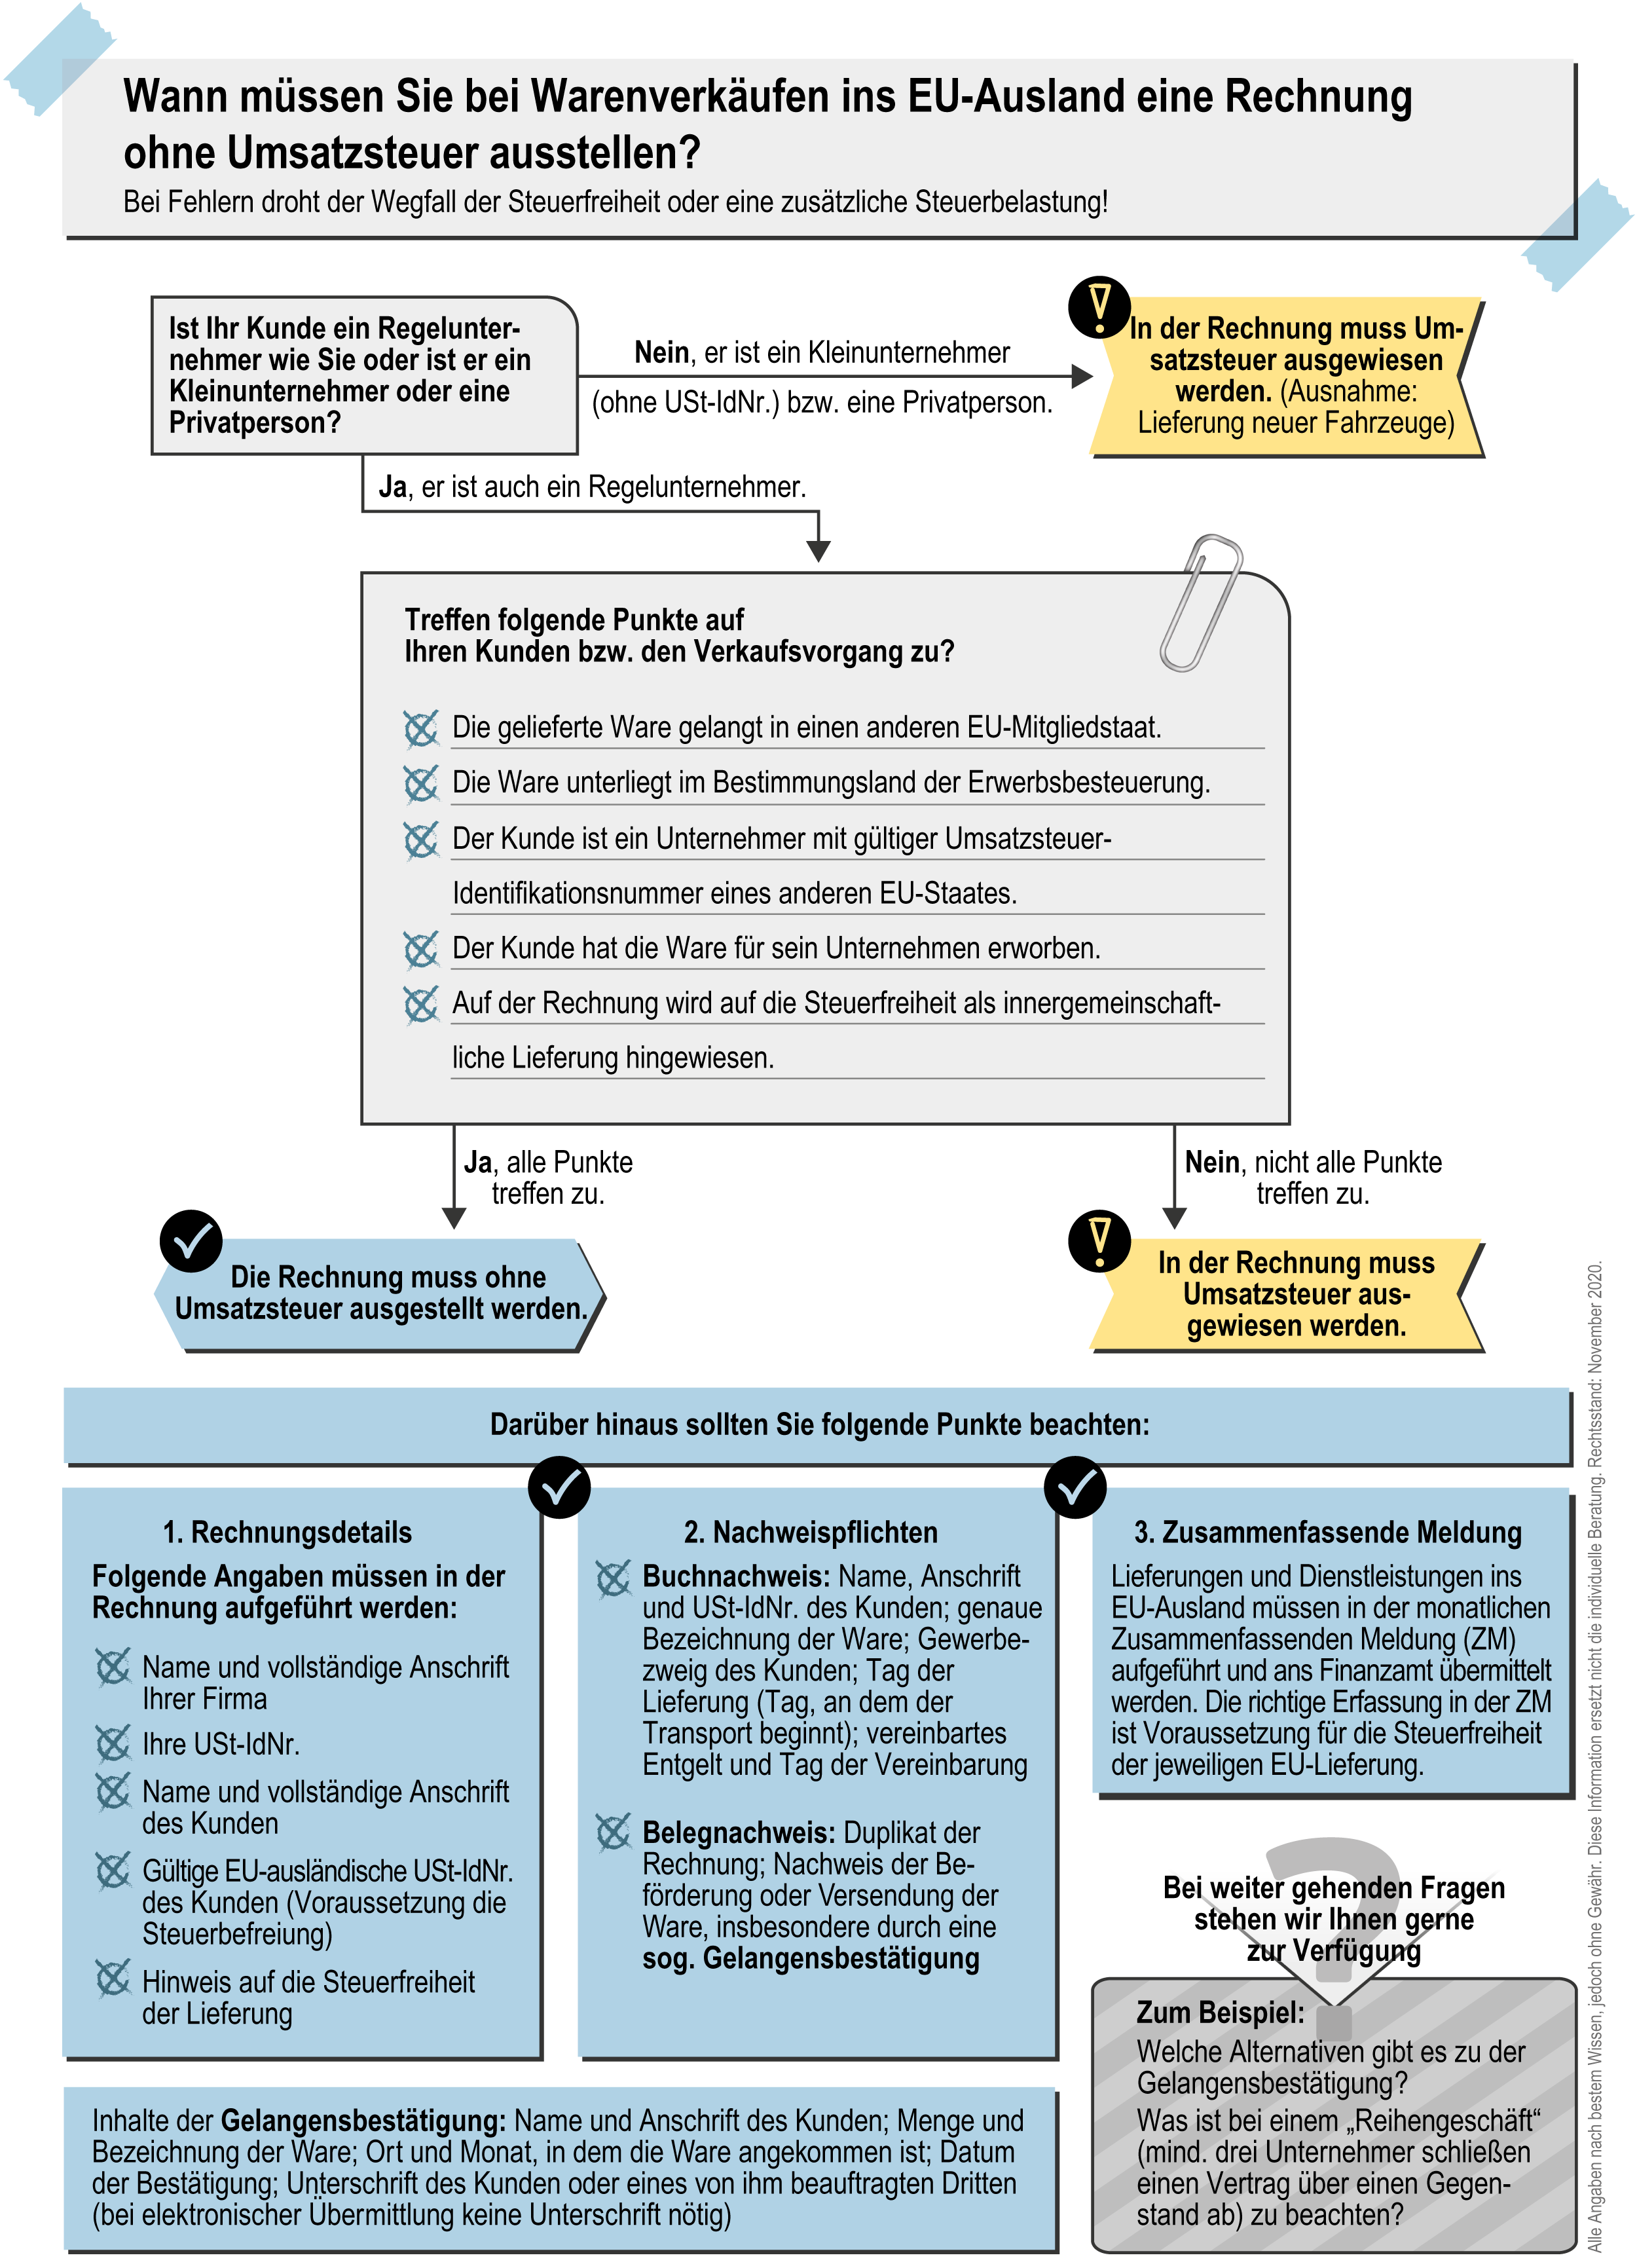 Wann müssen Sie bei Warenverkäufen ins EU-Ausland eine Rechnung
ohne Umsatzsteuer ausstellen?
Bei Fehlern droht der Wegfall der Steuerfreiheit oder eine zusätzliche Steuerbelastung!
Ist Ihr Kunde ein Regelunter-
nehmer wie Sie oder ist er ein
Kleinunternehmer oder eine
Privatperson?
Nein, er ist ein Kleinunternehmer
(ohne USt-IdNr.) bzw. eine Privatperson.
In der Rechnung muss Um-
satzsteuer ausgewiesen
werden. (Ausnahme:
Lieferung neuer Fahrzeuge)
Ja, er ist auch ein Regelunternehmer.
Treffen folgende Punkte auf
Ihren Kunden bzw. den Verkaufsvorgang zu?
Die gelieferte Ware gelangt in einen anderen EU-Mitgliedstaat.
Die Ware unterliegt im Bestimmungsland der Erwerbsbesteuerung.
Der Kunde ist ein Unternehmer mit gültiger Umsatzsteuer-
Identifikationsnummer eines anderen EU-Staates.
Der Kunde hat die Ware für sein Unternehmen erworben.
Auf der Rechnung wird auf die Steuerfreiheit als innergemeinschaft-
liche Lieferung hingewiesen.
Ja, alle Punkte
treffen zu.
Nein, nicht alle Punkte
treffen zu.
Die Rechnung muss ohne
Umsatzsteuer ausgestellt werden.
In der Rechnung muss
Umsatzsteuer aus-
gewiesen werden.
Darüber hinaus sollten Sie folgende Punkte beachten:
1. Rechnungsdetails
Folgende Angaben müssen in der
Rechnung aufgeführt werden:
Name und vollständige Anschrift
Ihrer Firma
Ihre USt-IdNr.
Name und vollständige Anschrift
des Kunden
Gültige EU-ausländische USt-IdNr.
des Kunden (Voraussetzung die
Steuerbefreiung)
Hinweis auf die Steuerfreiheit
der Lieferung
2. Nachweispflichten
Buchnachweis: Name, Anschrift
und USt-IdNr. des Kunden; genaue
Bezeichnung der Ware; Gewerbe-
zweig des Kunden; Tag der
Lieferung (Tag, an dem der
Transport beginnt); vereinbartes
Entgelt und Tag der Vereinbarung
Belegnachweis: Duplikat der
Rechnung; Nachweis der Be-
förderung oder Versendung der
Ware, insbesondere durch eine
sog. Gelangensbestätigung
3. Zusammenfassende Meldung
Lieferungen und Dienstleistungen ins
EU-Ausland müssen in der monatlichen
Zusammenfassenden Meldung (ZM)
aufgeführt und ans Finanzamt übermittelt
werden. Die richtige Erfassung in der ZM
ist Voraussetzung für die Steuerfreiheit
der jeweiligen EU-Lieferung.
Bei weiter gehenden Fragen
stehen wir Ihnen gerne
zur Verfügung
Zum Beispiel:
Welche Alternativen gibt es zu der
Gelangensbestätigung?
Was ist bei einem „Reihengeschäft“
(mind. drei Unternehmer schließen
einen Vertrag über einen Gegen-
stand ab) zu beachten?
Inhalte der Gelangensbestätigung: Name und Anschrift des Kunden; Menge und
Bezeichnung der Ware; Ort und Monat, in dem die Ware angekommen ist; Datum
der Bestätigung; Unterschrift des Kunden oder eines von ihm beauftragten Dritten
(bei elektronischer Übermittlung keine Unterschrift nötig)
Alle Angaben nach bestem Wissen, jedoch ohne Gewähr. Diese Information ersetzt nicht die individuelle Beratung. Rechtsstand: November 2020.